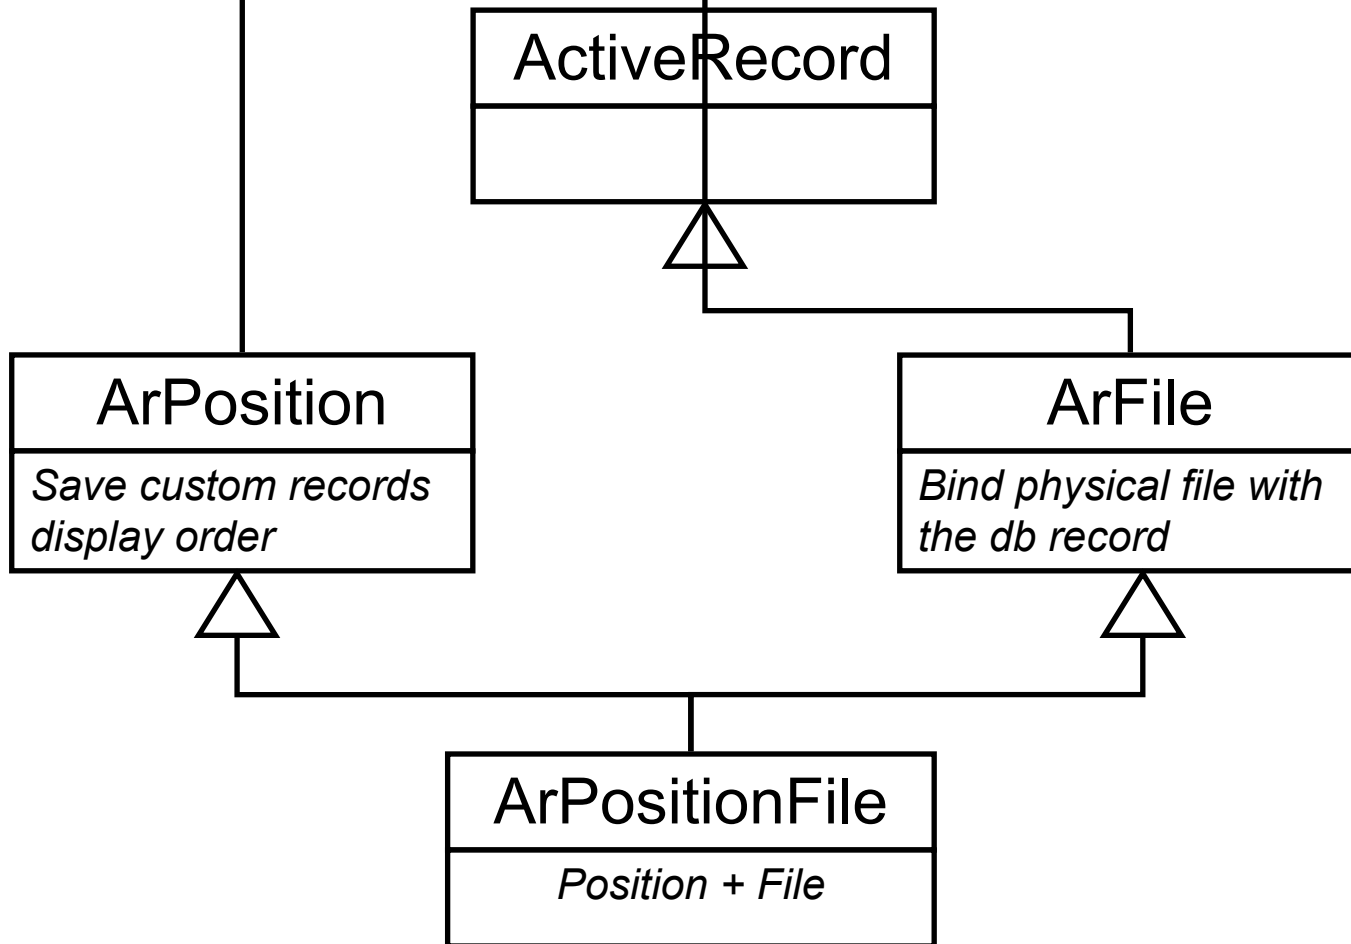 ActiveRecord
ArPosition
Save custom records
display order
ArFile
Bind physical file with
the db record
ArPositionFile
Position + File